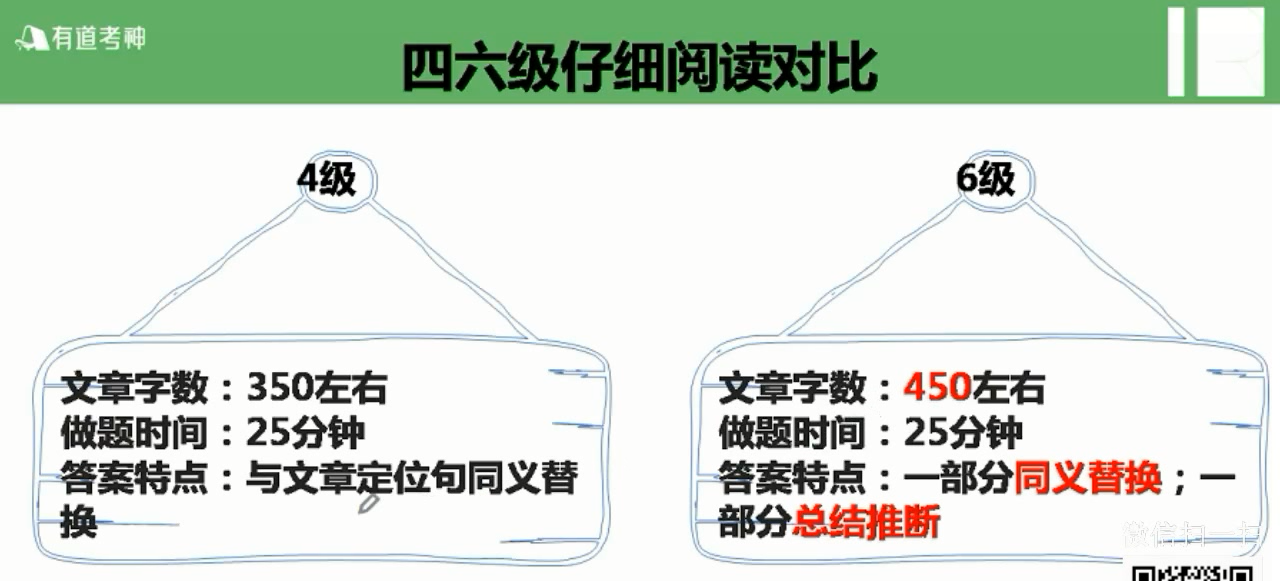 有道考神
四六级仔细阅读对比
4级
文章字数：350左右
做题时间：25分钟
答案特点：与文章定位句同义替
换
6级
文章字数：450左右
做题时间：25分钟
答案特点：一部分同义替换；一
部分总结推断
微信扫一扫